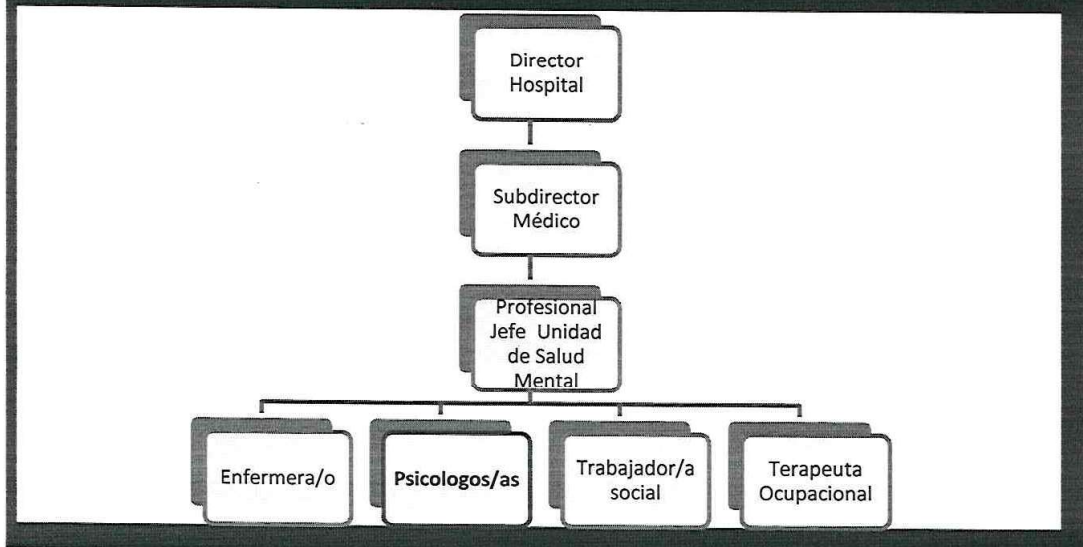 Director
Hospital
Subdirector
Médico
Profesional
Jefe Unidad
de Salud
Mental
Enfermera/o
Psicologos/as
Trabajador/a
social
Terapeuta
Ocupacional